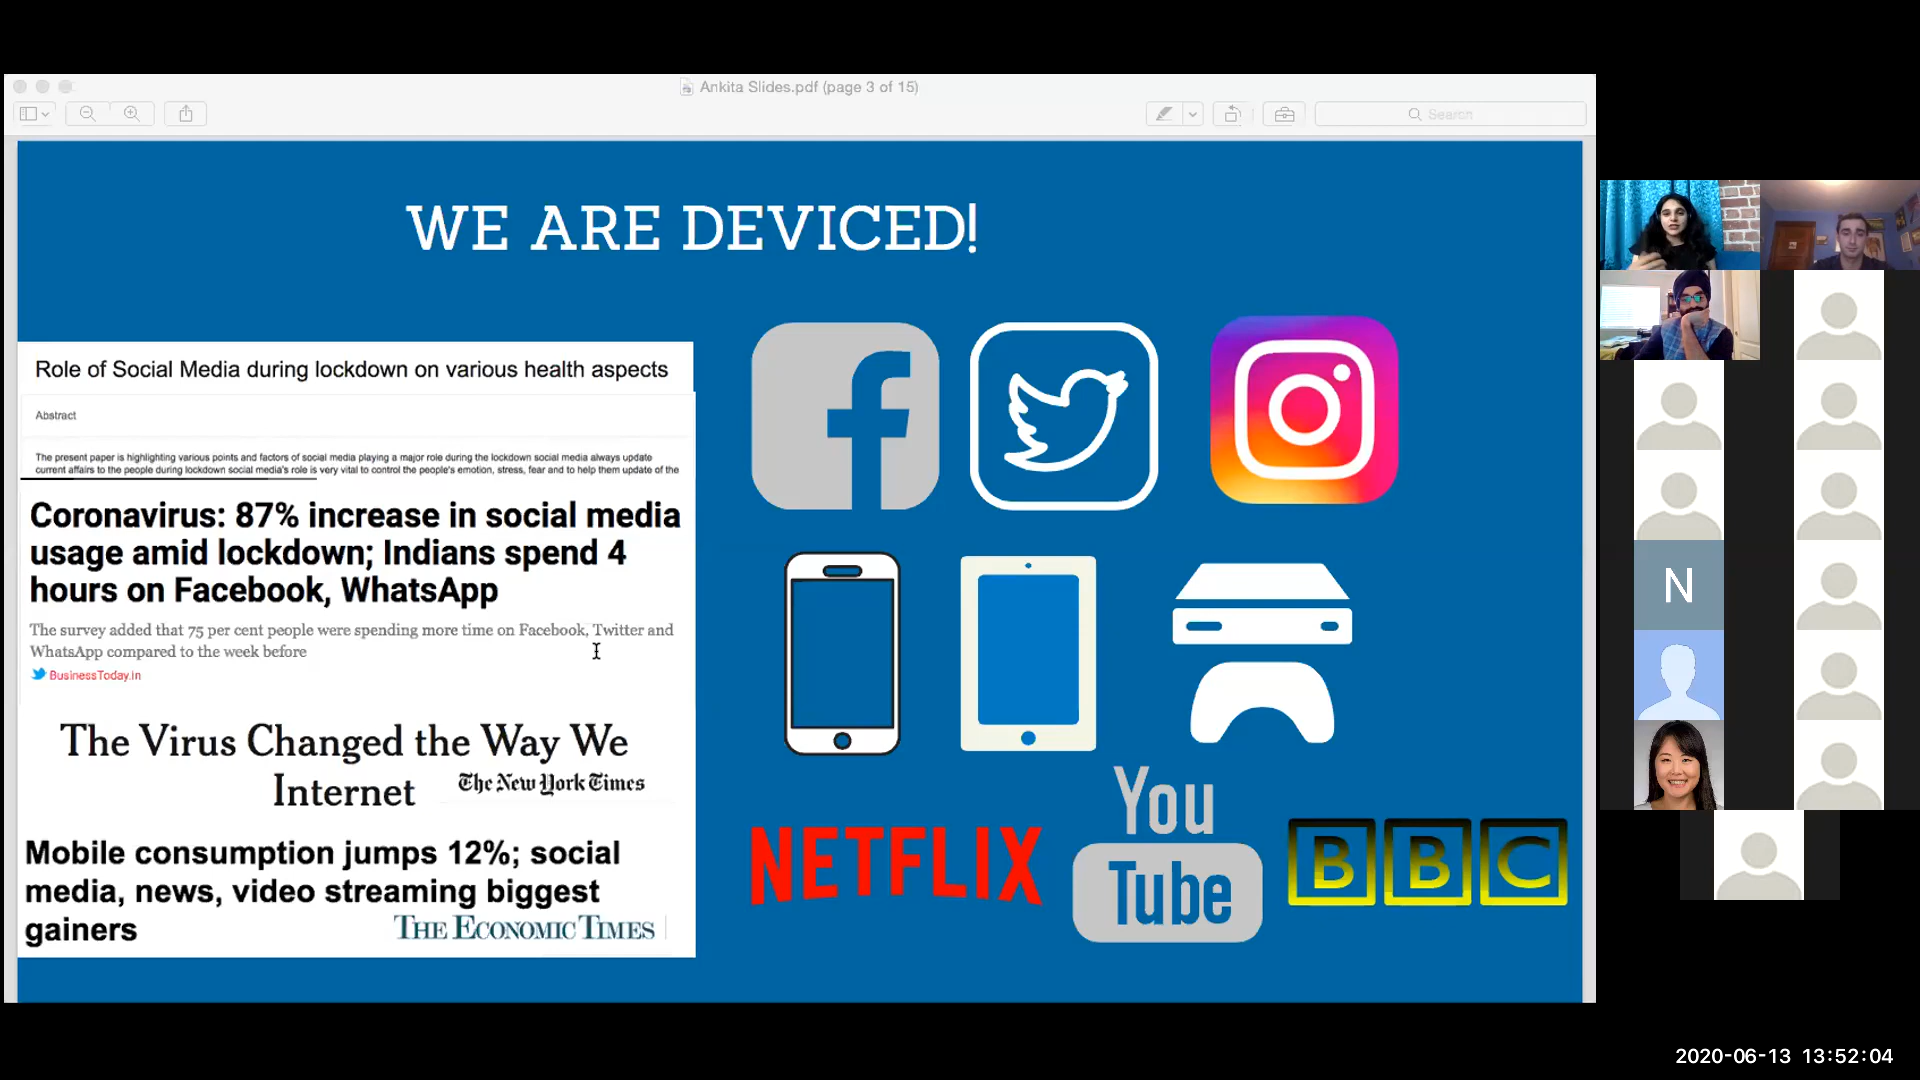 Ankita Slides.pdf (page 3 of 15)
Search
WE ARE DEVICED!
Role of Social Media during lockdown on various health aspects
Abstract
The present paper is highlighting various points and factors of social media playing a major role during the lockdown social media always update
current affairs to the people during lockdown social media's role is very vital to control the people's emotion, stress, fear and to help them update of the
Coronavirus: 87% increase in social media
usage amid lockdown; Indians spend 4
hours on Facebook, WhatsApp
The survey added that 75 per cent people were spending more time on Facebook, Twitter and
WhatsApp compared to the week before
BusinessToday.in
The Virus Changed the Way We
Internet
The New York Times
Mobile consumption jumps 12%; social
media, news, video streaming biggest
gainers
THE ECONOMIC TIMES
f
NETFLIX
You
Tube
BBC
N
2020-06-13 13:52:04